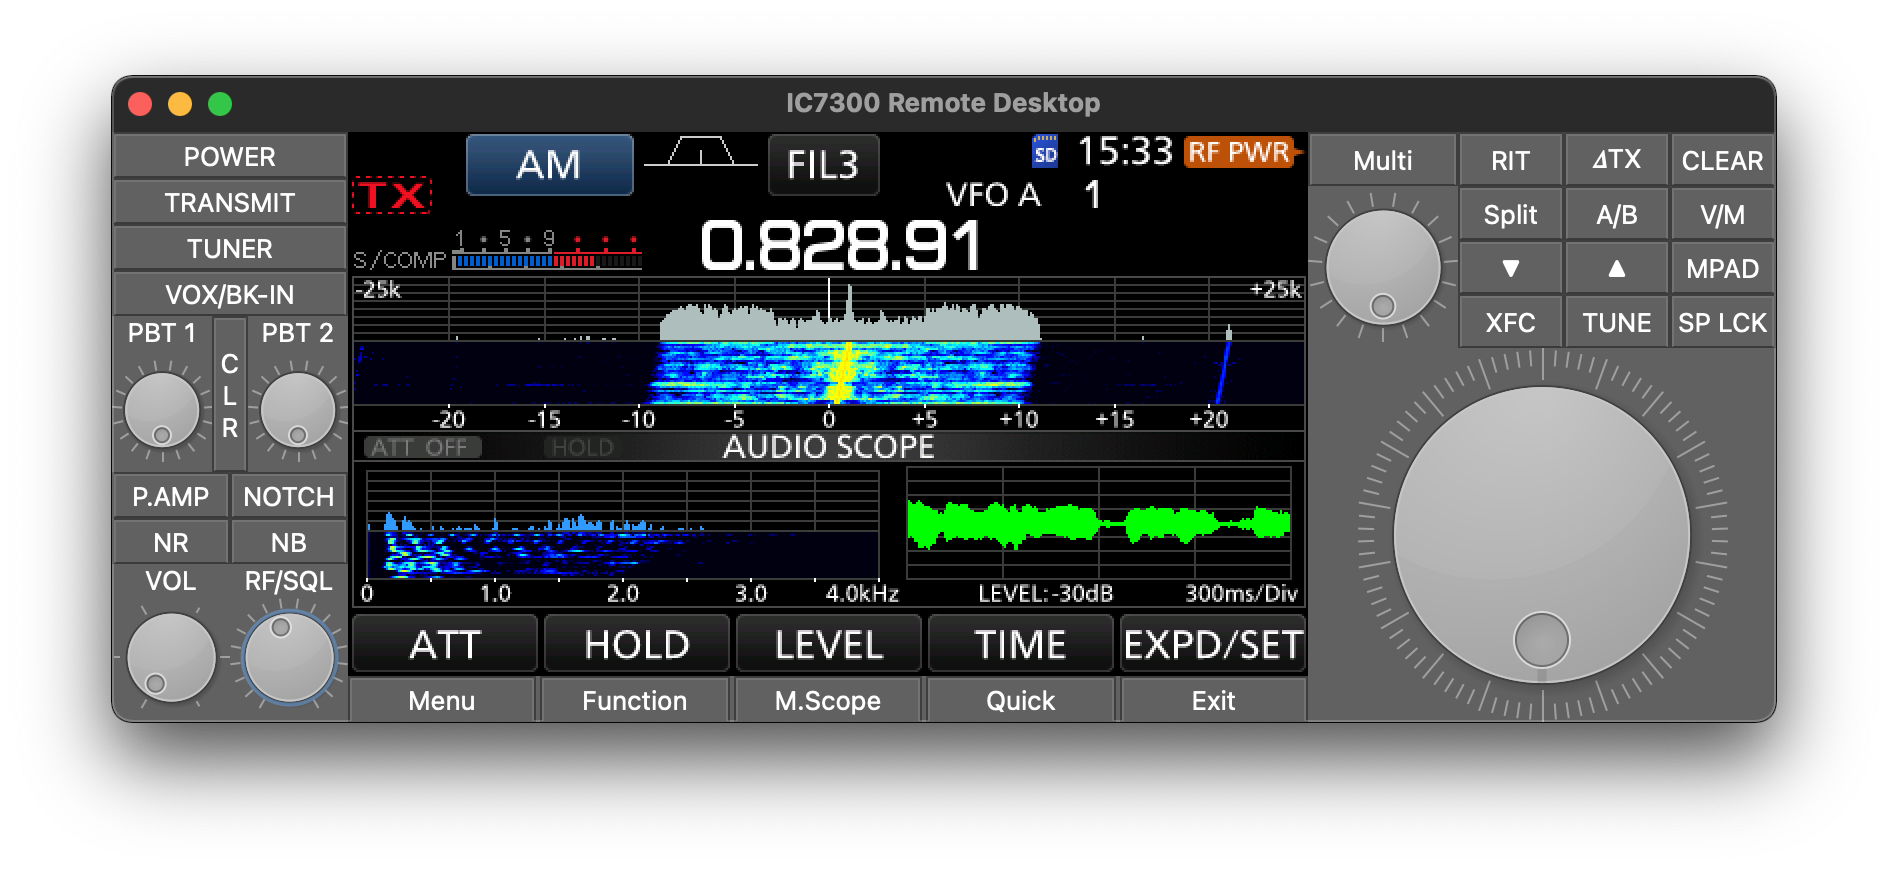 IC7300 Remote Desktop
POWER
TRANSMIT
TUNER
VOX/BK-IN
PBT 1
CLR
PBT 2
P.AMP
NOTCH
NR
NB
VOL
RF/SQL
AM
FIL3
SD
15:33
RF PWR
TX
VFO A
1
1 • 5 • 9 • • •
S/COMP
0.828.91
-25k
+25k
-20 -15 -10 -5 0 +5 +10 +15 +20
ATT OFF
HOLD
AUDIO SCOPE
0 1.0 2.0 3.0 4.0kHz
LEVEL:-30dB
300ms/Div
ATT
HOLD
LEVEL
TIME
EXPD/SET
Menu
Function
M.Scope
Quick
Exit
Multi
RIT
ΔTX
CLEAR
Split
A/B
V/M
▼
▲
MPAD
XFC
TUNE
SP LCK